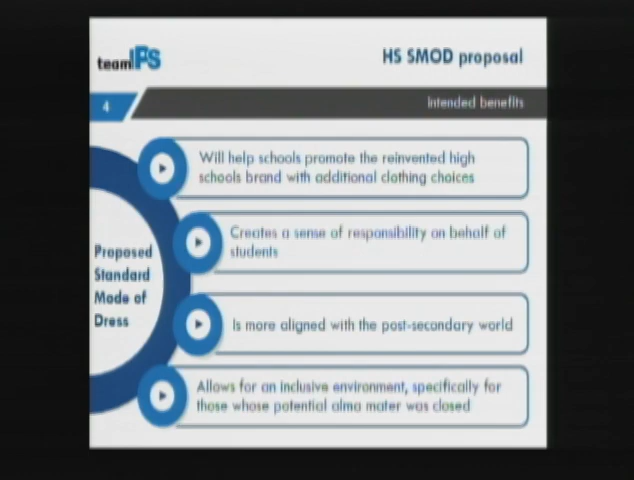 teamIPS
HS SMOD proposal
4
Intended benefits
Will help schools promote the reinvented high
schools brand with additional clothing choices
Creates a sense of responsibility on behalf of
students
Proposed
Standard
Mode of
Dress
Is more aligned with the post-secondary world
Allows for an inclusive environment, specifically for
those whose potential alma mater was closed